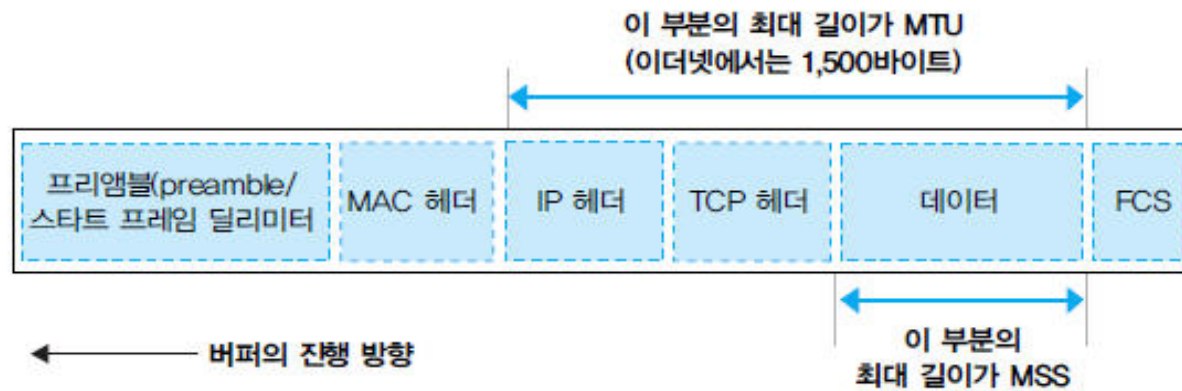 이 부분의 최대 길이가 MTU
(이더넷에서는 1,500바이트)
프리앰블(preamble/
스타트 프레임 딜리미터
MAC 헤더
IP 헤더
TCP 헤더
데이터
FCS
버퍼의 진행 방향
이 부분의
최대 길이가 MSS